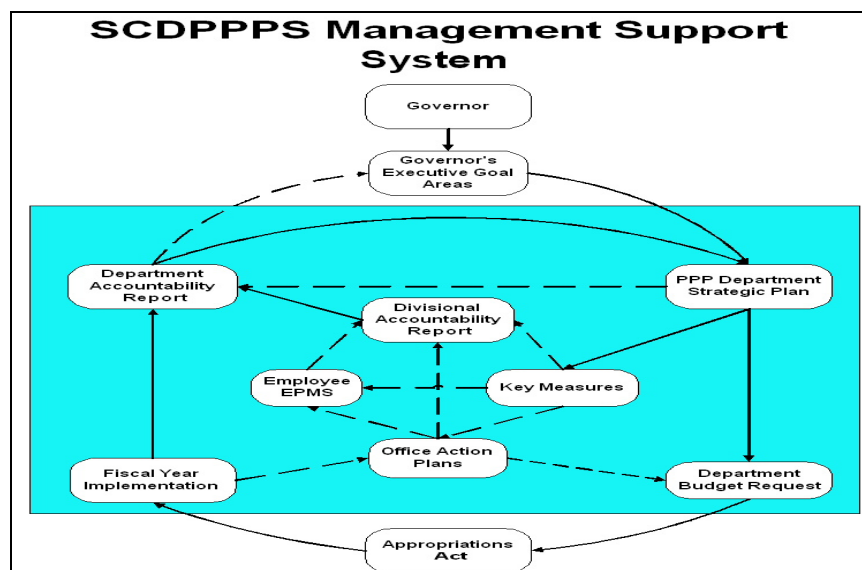 SCDPPPS Management Support
System
Governor
Governor's
Executive Goal
Areas
Department
Accountability
Report
PPP Department
Strategic Plan
Divisional
Accountability
Report
Employee
EPMS
Key Measures
Office Action
Plans
Fiscal Year
Implementation
Department
Budget Request
Appropriations
Act